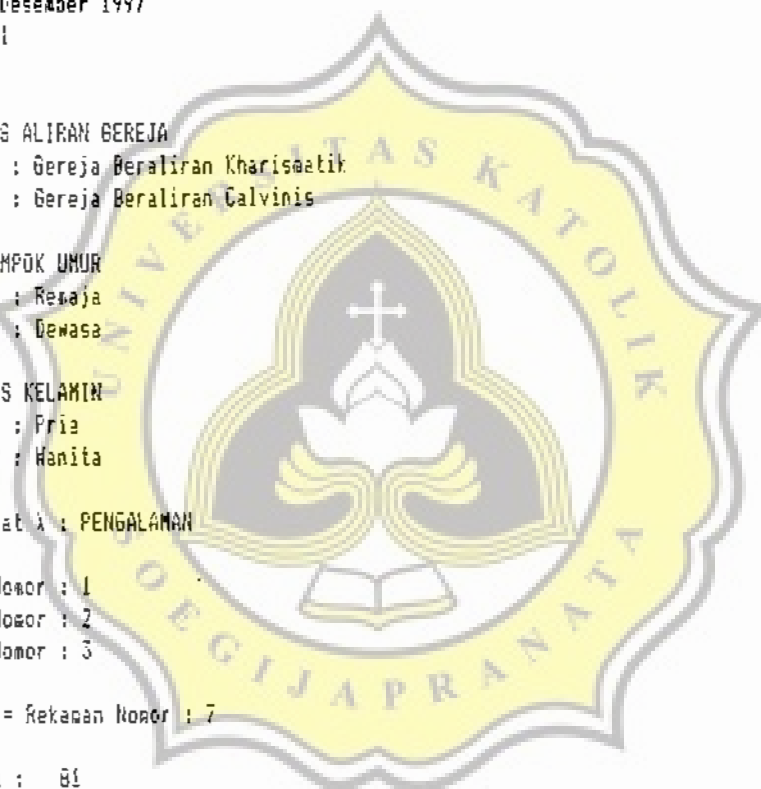 Desember 1997
S ALIRAN GEREJA
: Gereja Beraliran Kharismatik
: Gereja Beraliran Calvinis
MPOK UMUR
: Remaja
: Dewasa
S KELAMIN
: Pria
: Wanita
at X : PENGALAMAN
Nomor : 1
Nomor : 2
Nomor : 3
= Rekaman Nomor : 7
: 81
UNIVERSITAS KATOLIK
SOEGIJAPRANATA